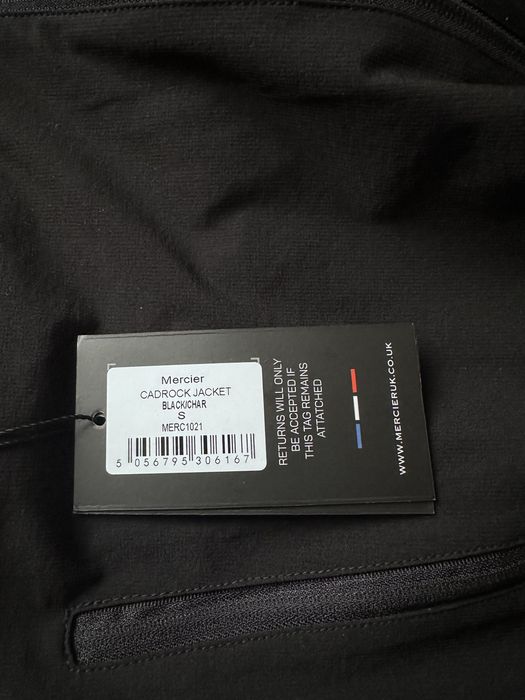 Mercier
CADROCK JACKET
BLACK/CHAR
S
MERC1021
5 056795 306167
RETURNS WILL ONLY
BE ACCEPTED IF
THIS TAG REMAINS
ATTATCHED
WWW.MERCIERUK.CO.UK